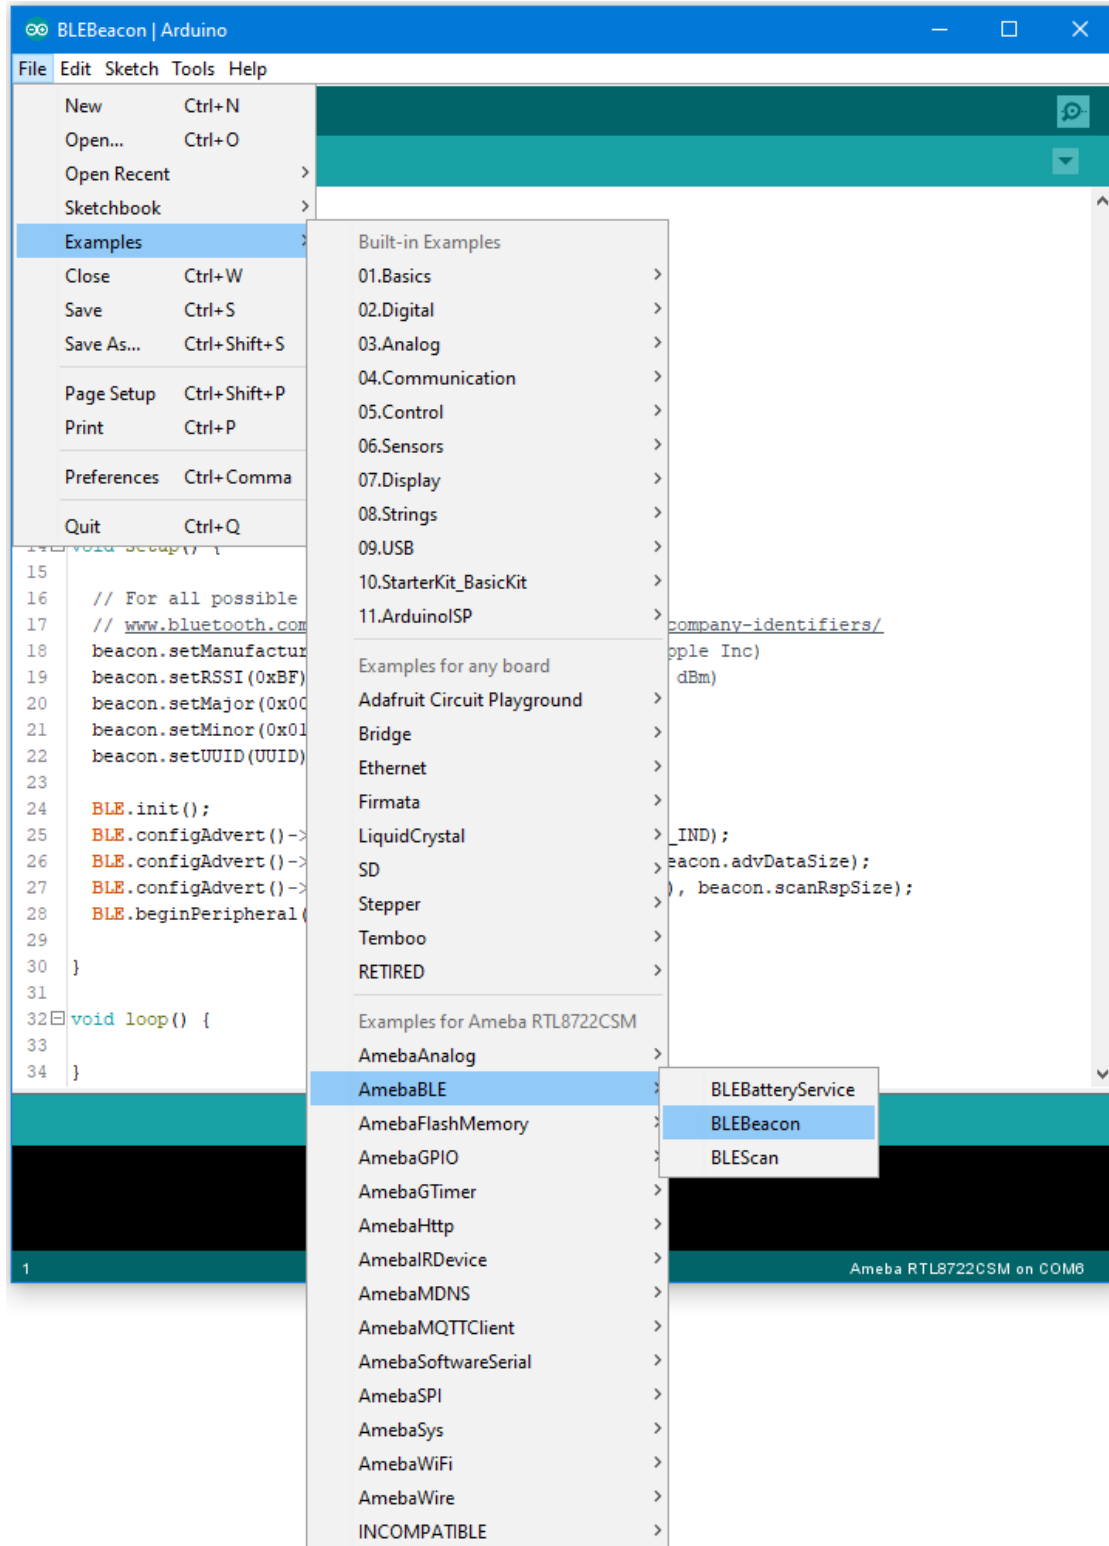 BLEBeacon | Arduino
File Edit Sketch Tools Help
New Ctrl+N
Open... Ctrl+O
Open Recent
Sketchbook
Examples
Close Ctrl+W
Save Ctrl+S
Save As... Ctrl+Shift+S
Page Setup Ctrl+Shift+P
Print Ctrl+P
Preferences Ctrl+Comma
Quit Ctrl+Q
Built-in Examples
01.Basics
02.Digital
03.Analog
04.Communication
05.Control
06.Sensors
07.Display
08.Strings
09.USB
10.StarterKit_BasicKit
11.ArduinoISP
Examples for any board
Adafruit Circuit Playground
Bridge
Ethernet
Firmata
LiquidCrystal
SD
Stepper
Temboo
RETIRED
Examples for Ameba RTL8722CSM
AmebaAnalog
AmebaBLE
AmebaFlashMemory
AmebaGPIO
AmebaGTimer
AmebaHttp
AmebaIRDevice
AmebaMDNS
AmebaMQTTClient
AmebaSoftwareSerial
AmebaSPI
AmebaSys
AmebaWiFi
AmebaWire
INCOMPATIBLE
BLEBatteryService
BLEBeacon
BLEScan
14 void setup() {
15
16 // For all possible
17 // www.bluetooth.com company-identifiers/
18 beacon.setManufactur pple Inc)
19 beacon.setRSSI(0xBF) dBm)
20 beacon.setMajor(0x00
21 beacon.setMinor(0x01
22 beacon.setUUID(UUID)
23
24 BLE.init();
25 BLE.configAdvert()-> _IND);
26 BLE.configAdvert()-> eacon.advDataSize);
27 BLE.configAdvert()-> ), beacon.scanRspSize);
28 BLE.beginPeripheral(
29
30 }
31
32 void loop() {
33
34 }
1 Ameba RTL8722CSM on COM6